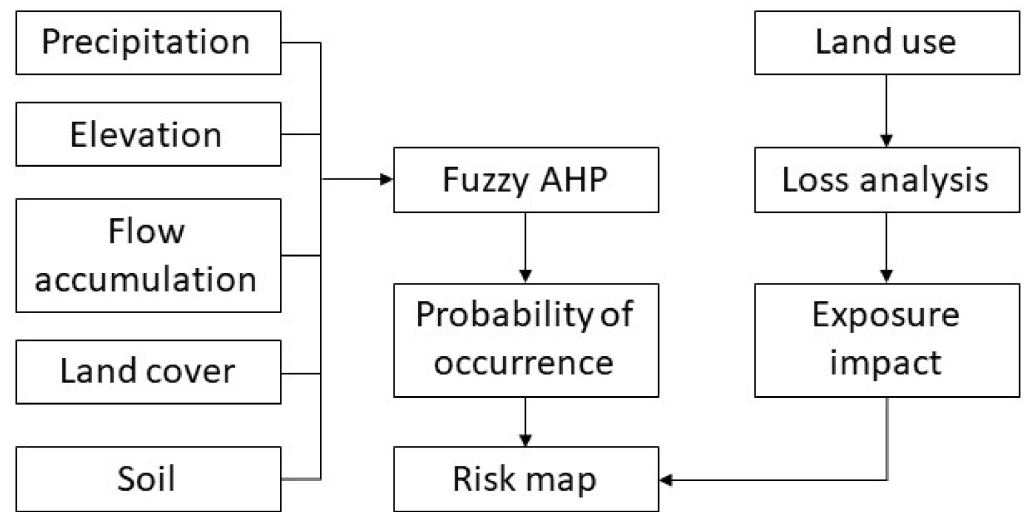 Precipitation
Elevation
Flow
accumulation
Land cover
Soil
Fuzzy AHP
Probability of
occurrence
Risk map
Land use
Loss analysis
Exposure
impact